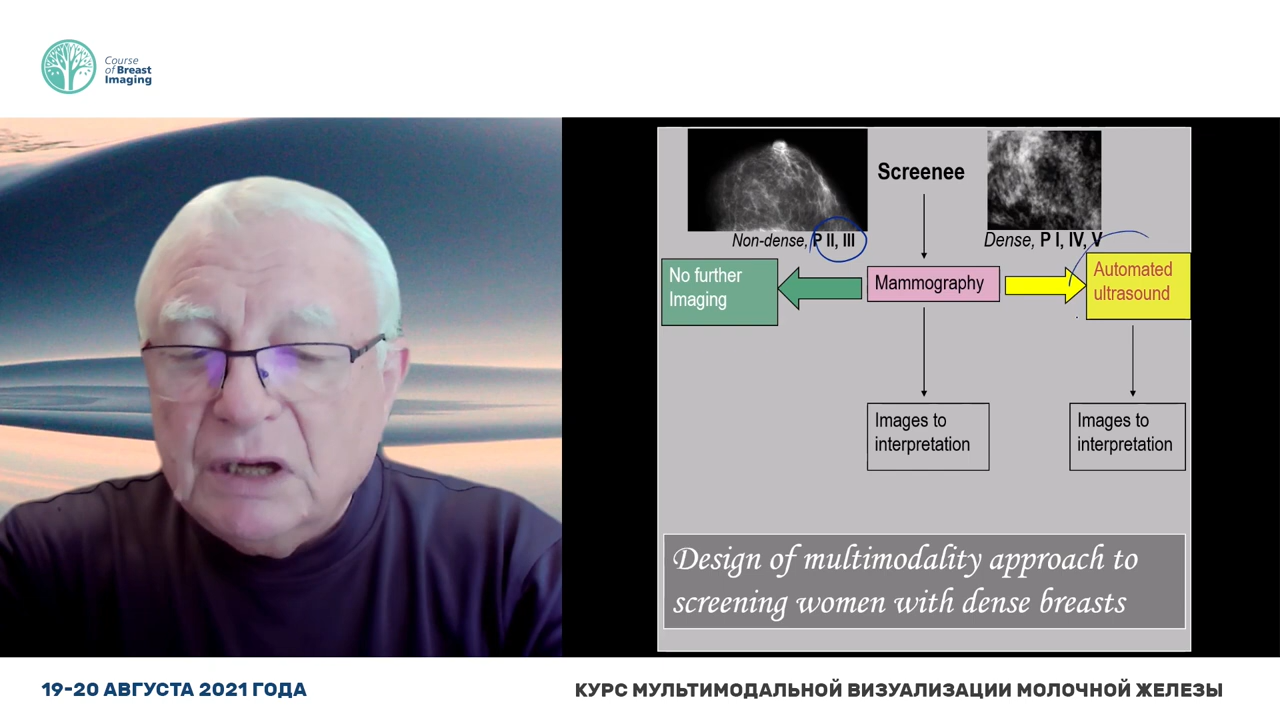 Course
of Breast
Imaging
Screenee
Non-dense, P II, III
Dense, P I, IV, V
No further
Imaging
Mammography
Automated
ultrasound
Images to
interpretation
Images to
interpretation
Design of multimodality approach to
screening women with dense breasts
19-20 АВГУСТА 2021 ГОДА
КУРС МУЛЬТИМОДАЛЬНОЙ ВИЗУАЛИЗАЦИИ МОЛОЧНОЙ ЖЕЛЕЗЫ